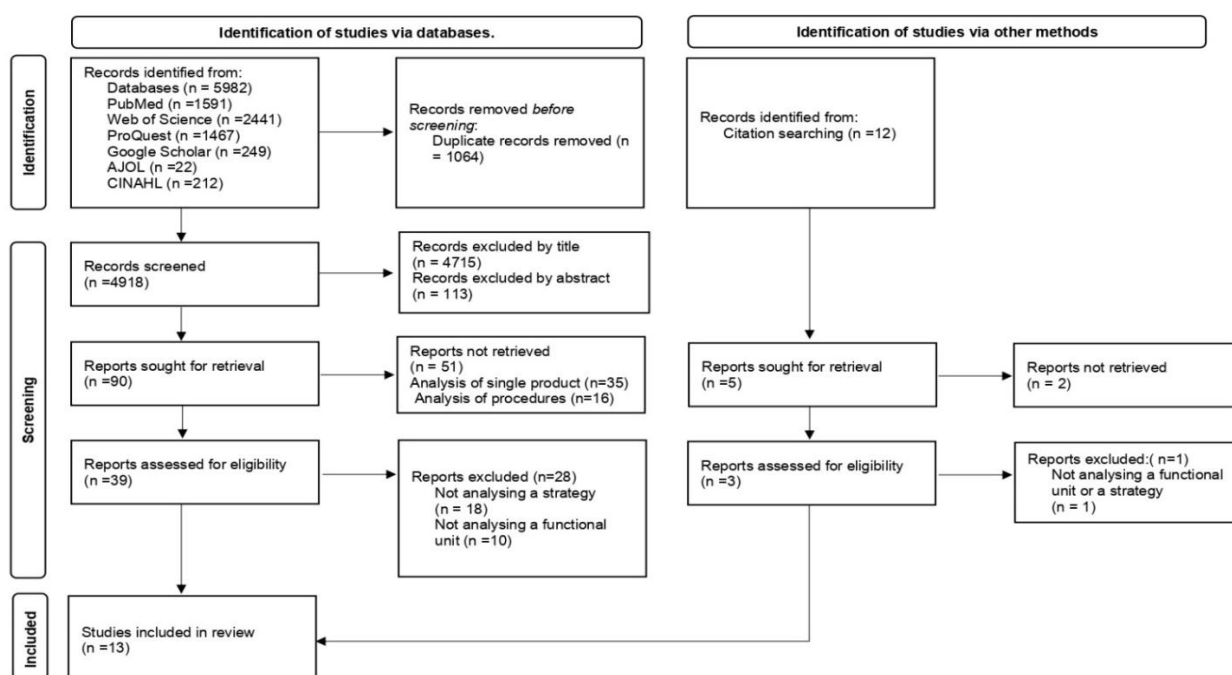 Identification of studies via databases.
Identification of studies via other methods
Identification
Records identified from:
Databases (n = 5982)
PubMed (n =1591)
Web of Science (n =2441)
ProQuest (n =1467)
Google Scholar (n =249)
AJOL (n =22)
CINAHL (n =212)
Records removed before
screening:
Duplicate records removed (n
= 1064)
Records identified from:
Citation searching (n =12)
Screening
Records screened
(n =4918)
Records excluded by title
(n = 4715)
Records excluded by abstract
(n = 113)
Reports sought for retrieval
(n =90)
Reports not retrieved
(n = 51)
Analysis of single product (n=35)
Analysis of procedures (n=16)
Reports sought for retrieval
(n =5)
Reports not retrieved
(n = 2)
Reports assessed for eligibility
(n =39)
Reports excluded (n=28)
Not analysing a strategy
(n = 18)
Not analysing a functional
unit (n =10)
Reports assessed for eligibility
(n =3)
Reports excluded:( n=1)
Not analysing a functional
unit or a strategy
(n = 1)
Included
Studies included in review
(n =13)